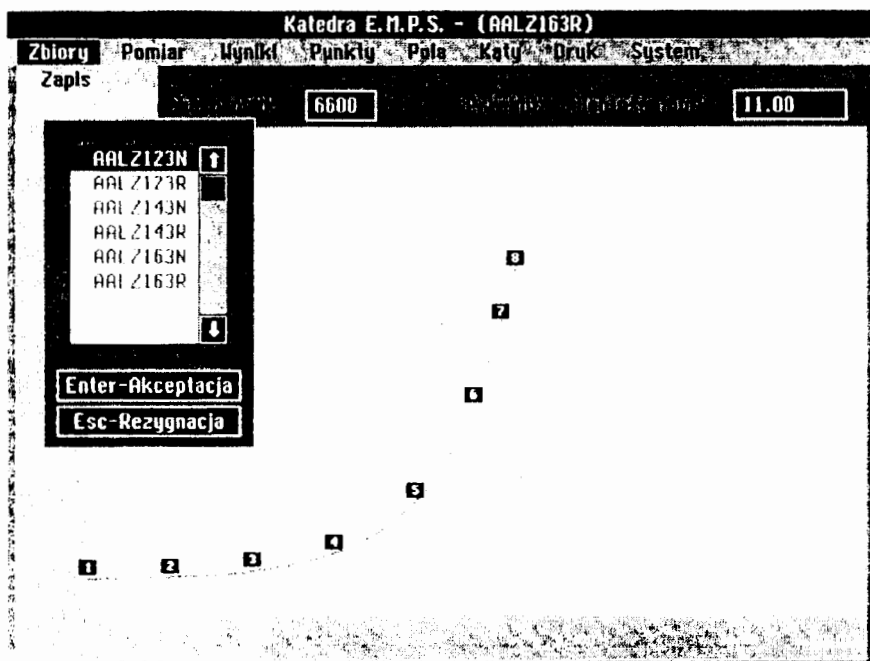 Katedra E.M.P.S. - (AALZ163R)
Zbiory Pomiar Wyniki Punkty Pola Katy Druk System
Zapis
6600 11.00
AALZ123N
AALZ123R
AALZ143N
AALZ143R
AALZ163N
AALZ163R
Enter-Akceptacja
Esc-Rezygnacja
8
7
6
5
4
1 2 3